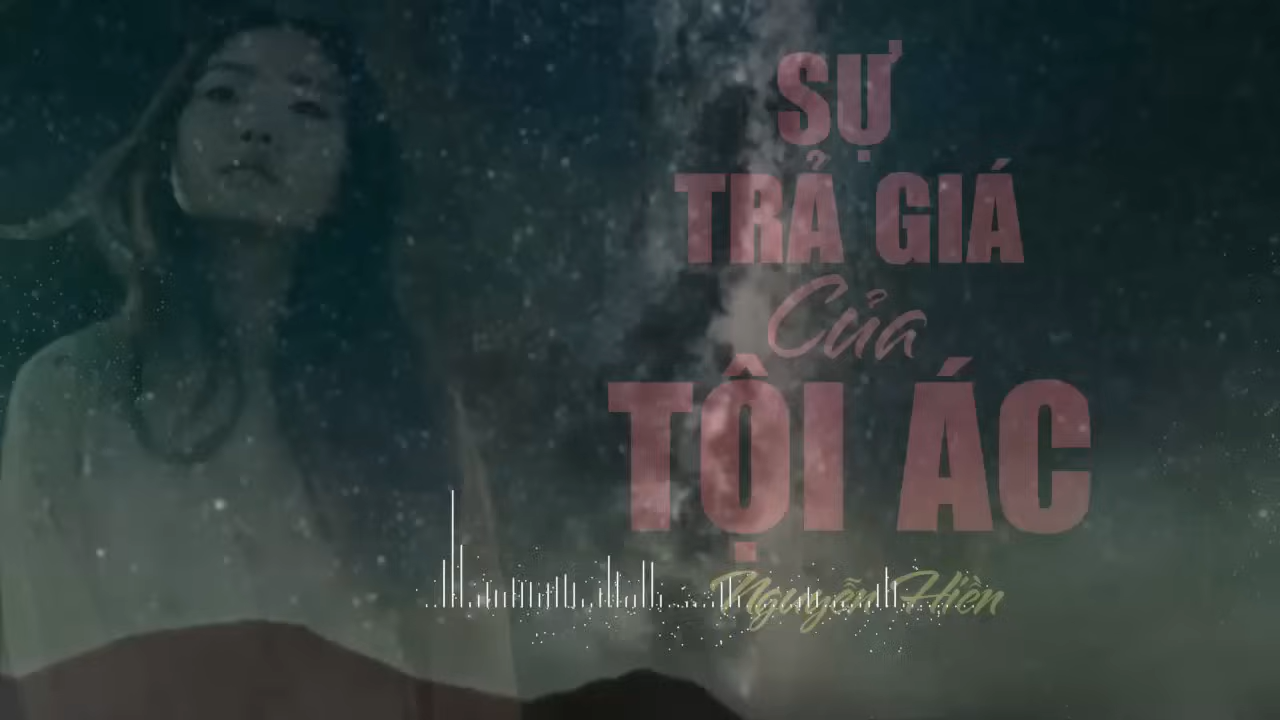 SỰ
TRẢ GIÁ
Của
TỘI ÁC
Nguyễn Hiền